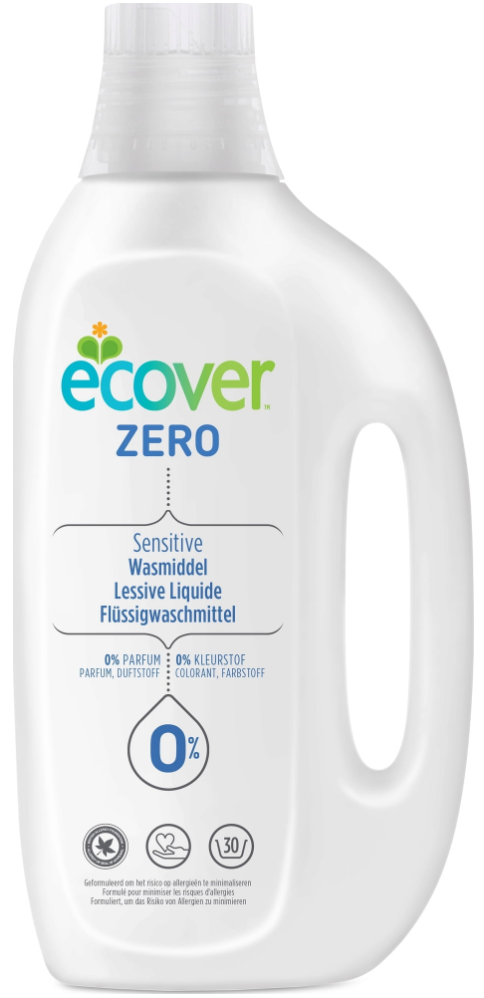 ecover™
ZERO
Sensitive
Wasmiddel
Lessive Liquide
Flüssigwaschmittel
0% PARFUM
PARFUM, DUFTSTOFF
0% KLEURSTOF
COLORANT, FARBSTOFF
0%
30
Geformuleerd om het risico op allergieën te minimaliseren
Formulé pour minimiser les risques d'allergies
Formuliert, um das Risiko von Allergien zu minimieren